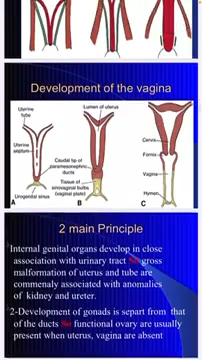 Development of the vagina
Uterine
tube
Uterine
septum
Urogenital sinus
A
Lumen of uterus
Caudal tip of
paramesonephric
ducts
Tissue of
sinovaginal bulbs
(vaginal plate)
B
Cervix
Fornix
Vagina
Hymen
C
2 main Principle
Internal genital organs develop in close
association with urinary tract So gross
malformation of uterus and tube are
commenaly associated with anomalies
of kidney and ureter.
2-Development of gonads is separt from that
of the ducts So functional ovary are usually
present when uterus, vagina are absent